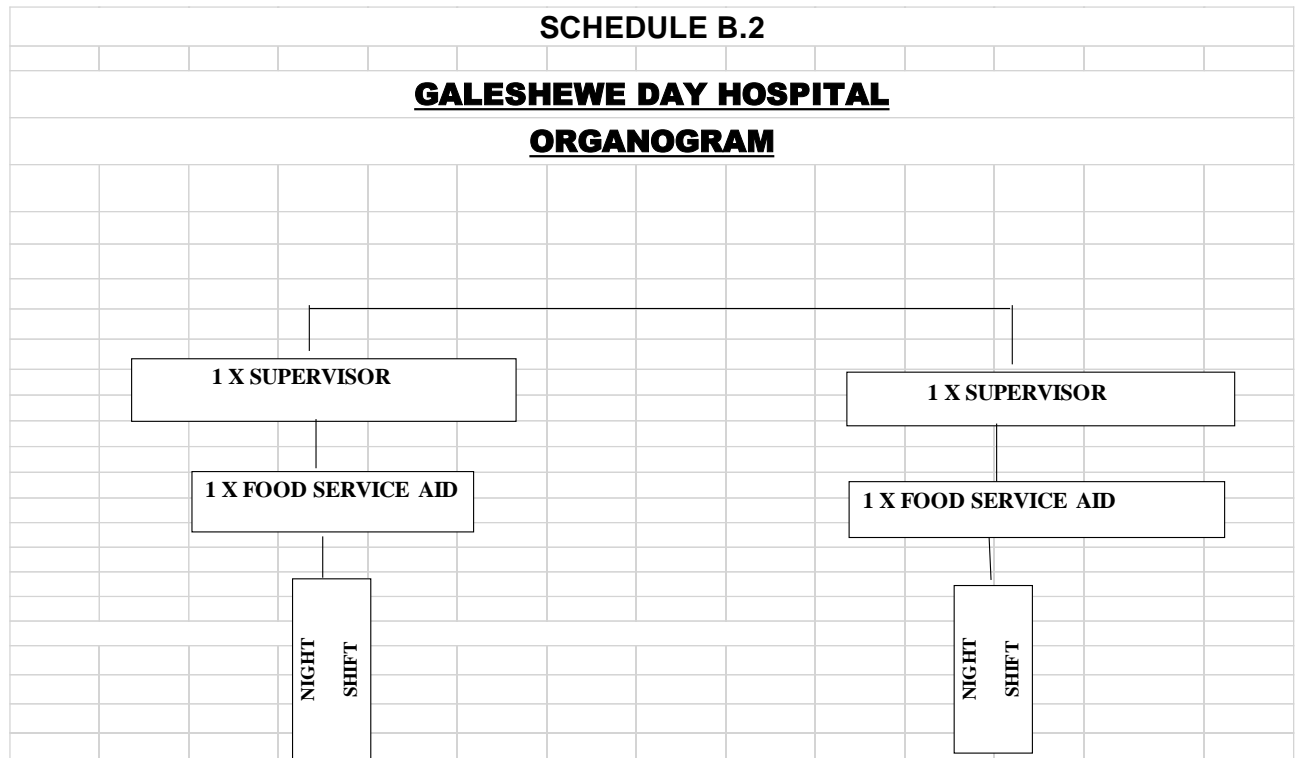 SCHEDULE B.2
GALESHEWE DAY HOSPITAL
ORGANOGRAM
1 X SUPERVISOR
1 X SUPERVISOR
1 X FOOD SERVICE AID
1 X FOOD SERVICE AID
NIGHT
SHIFT
NIGHT
SHIFT